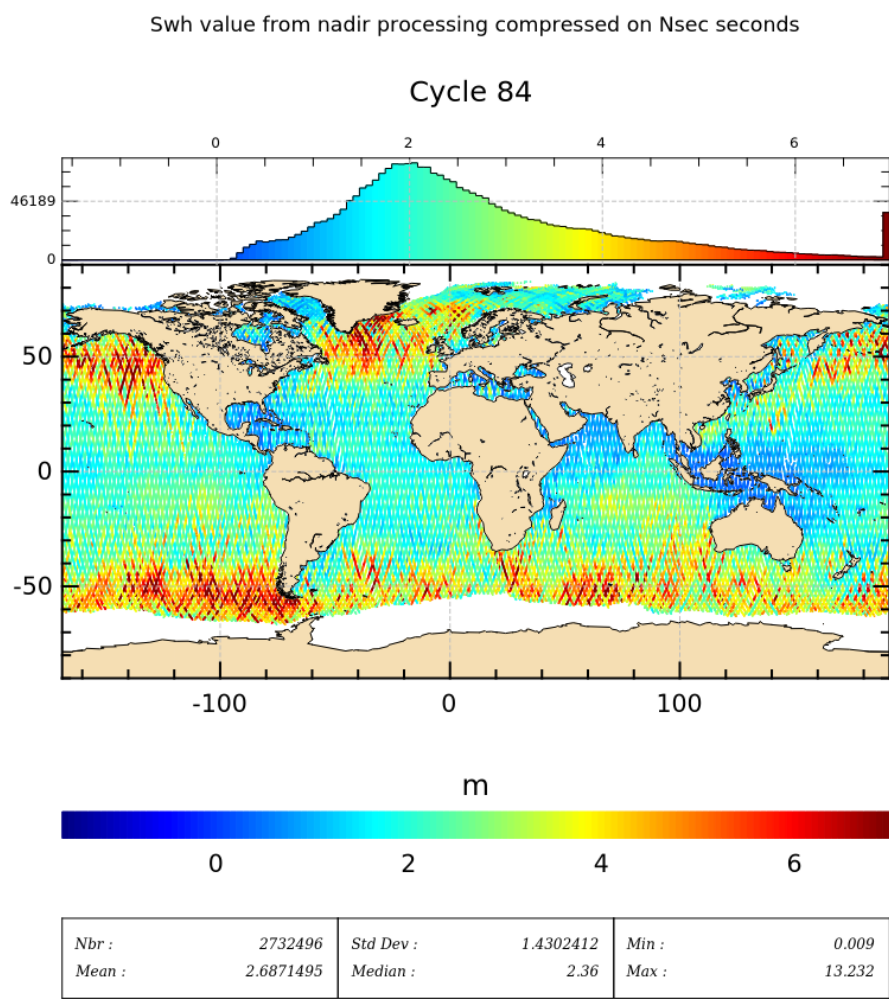 Swh value from nadir processing compressed on Nsec seconds
Cycle 84
0 2 4 6
46189
0
50
0
-50
-100 0 100
m
0 2 4 6
Nbr : 2732496 Std Dev : 1.4302412 Min : 0.009
Mean : 2.6871495 Median : 2.36 Max : 13.232